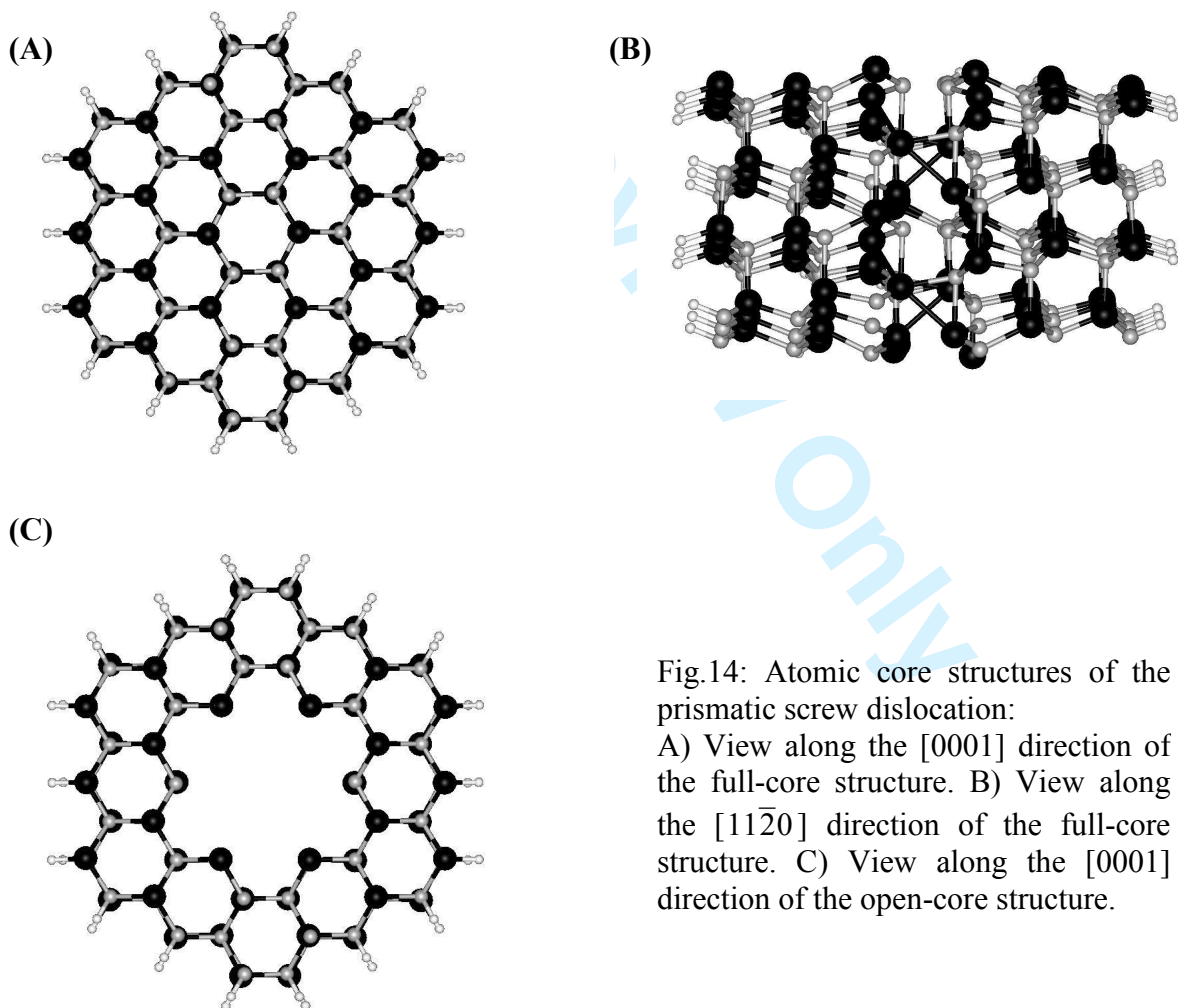 (A)
(B)
(C)
y Only
Fig.14: Atomic core structures of the
prismatic screw dislocation:
A) View along the [0001] direction of
the full-core structure. B) View along
the [112̅0] direction of the full-core
structure. C) View along the [0001]
direction of the open-core structure.